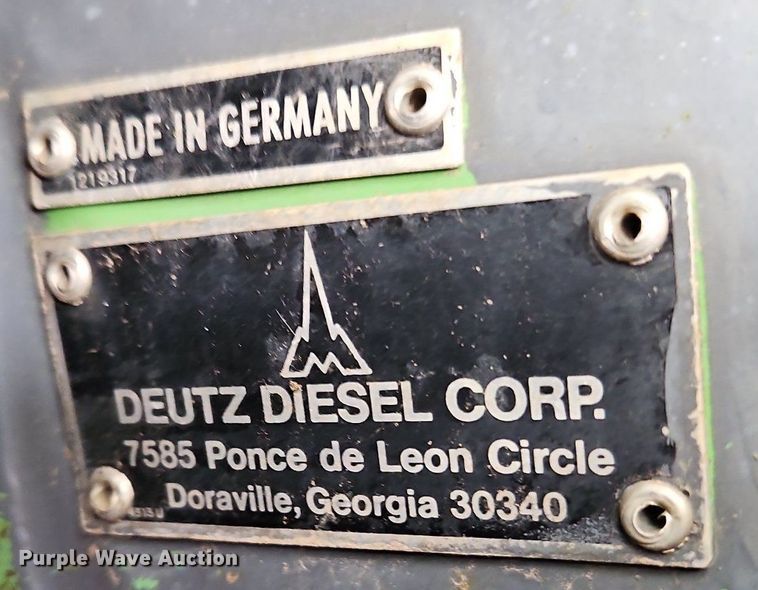 MADE IN GERMANY
1219317
M
DEUTZ DIESEL CORP.
7585 Ponce de Leon Circle
Doraville, Georgia 30340
Purple Wave Auction